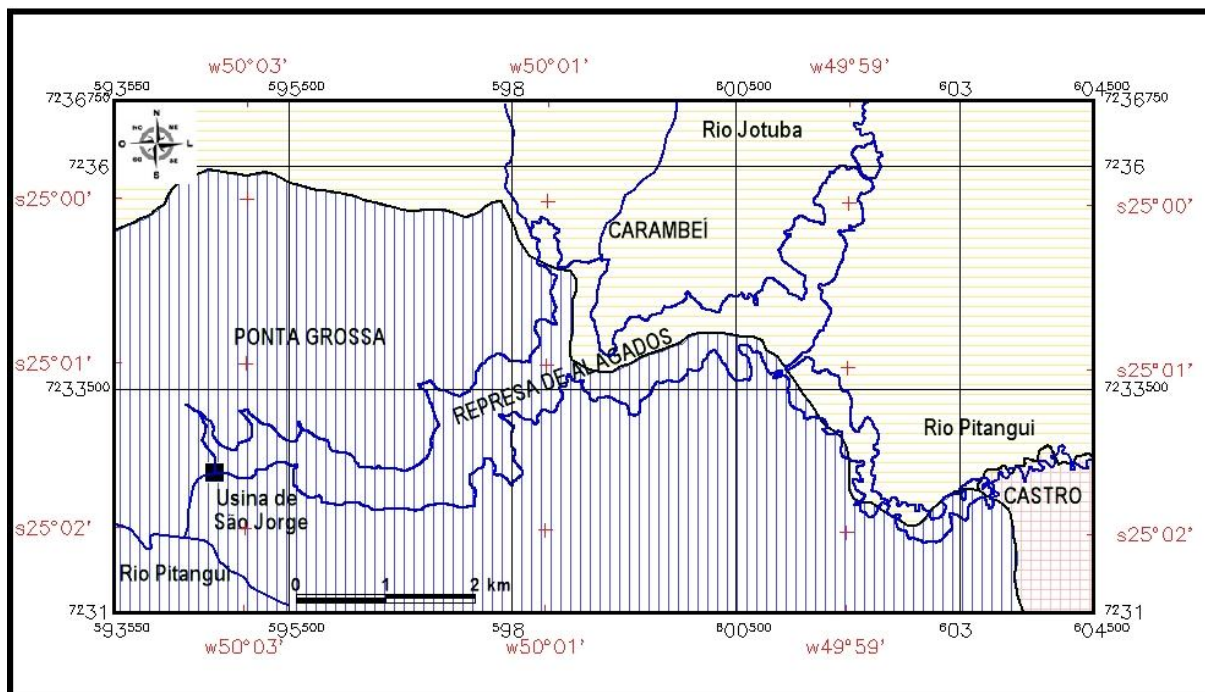 w50°03' w50°01' w49°59'
593550 595500 598 600500 603 604500
7236750 7236750
N
NE
O L
SE
S
Rio Jotuba
7236 7236
s25°00' s25°00'
CARAMBEÍ
PONTA GROSSA
REPRESA DE ALAGADOS
s25°01' s25°01'
7233500 7233500
Rio Pitangui
CASTRO
Usina de
São Jorge
s25°02' s25°02'
Rio Pitangui
0 1 2 km
7231 7231
593550 595500 598 600500 603 604500
w50°03' w50°01' w49°59'